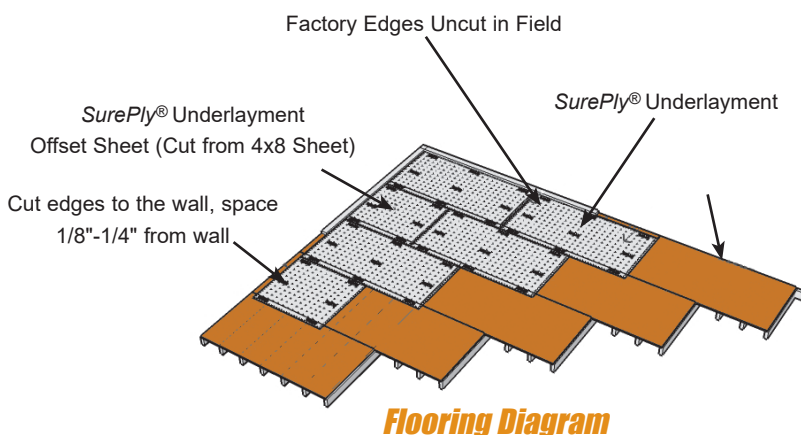 Factory Edges Uncut in Field
SurePly® Underlayment
Offset Sheet (Cut from 4x8 Sheet)
SurePly® Underlayment
Cut edges to the wall, space
1/8"-1/4" from wall
Flooring Diagram